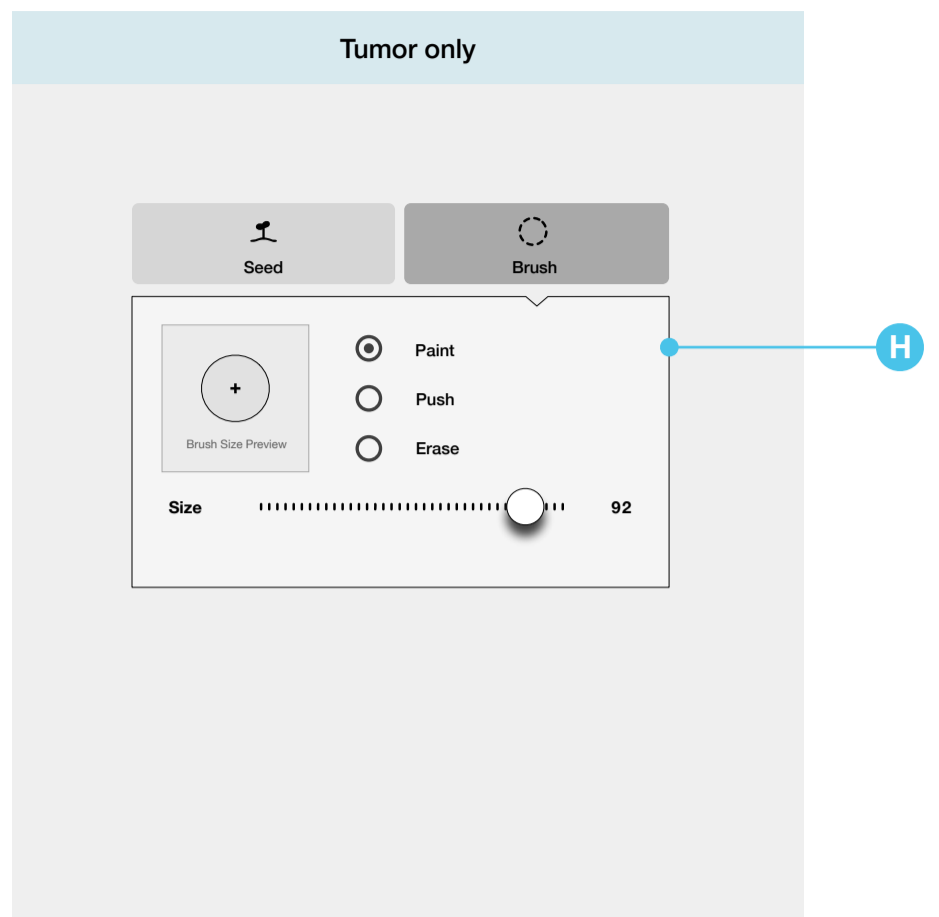 Tumor only
Seed
Brush
Paint
H
Push
Erase
Brush Size Preview
Size
92